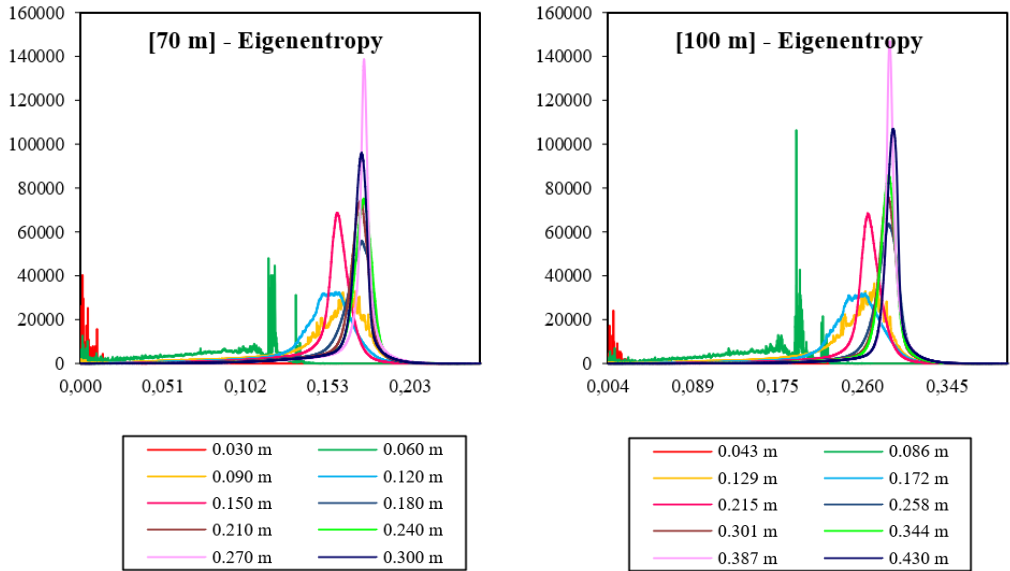 [70 m] - Eigenentropy
160000
140000
120000
100000
80000
60000
40000
20000
0
0,000 0,051 0,102 0,153 0,203
0.030 m 0.060 m
0.090 m 0.120 m
0.150 m 0.180 m
0.210 m 0.240 m
0.270 m 0.300 m
[100 m] - Eigenentropy
160000
140000
120000
100000
80000
60000
40000
20000
0
0,004 0,089 0,175 0,260 0,345
0.043 m 0.086 m
0.129 m 0.172 m
0.215 m 0.258 m
0.301 m 0.344 m
0.387 m 0.430 m